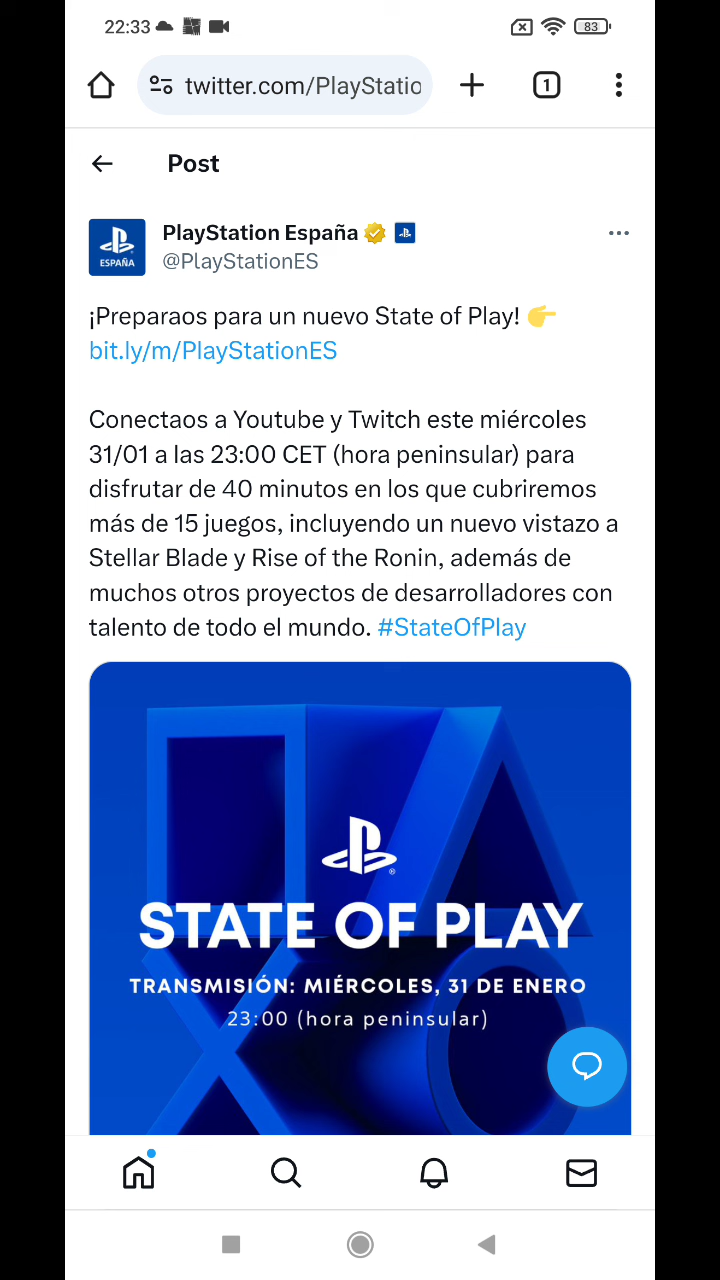 22:33
83
twitter.com/PlayStatio
1
Post
PlayStation España
ESPAÑA
@PlayStationES
¡Preparaos para un nuevo State of Play! 👉
bit.ly/m/PlayStationES
Conectaos a Youtube y Twitch este miércoles
31/01 a las 23:00 CET (hora peninsular) para
disfrutar de 40 minutos en los que cubriremos
más de 15 juegos, incluyendo un nuevo vistazo a
Stellar Blade y Rise of the Ronin, además de
muchos otros proyectos de desarrolladores con
talento de todo el mundo. #StateOfPlay
STATE OF PLAY
TRANSMISIÓN: MIÉRCOLES, 31 DE ENERO
23:00 (hora peninsular)